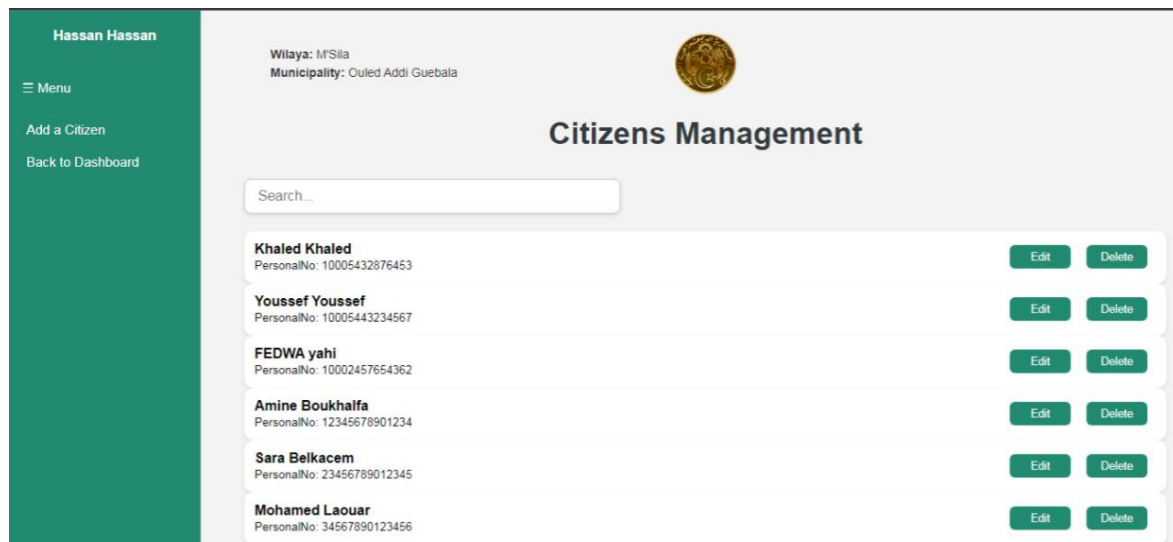 Hassan Hassan
☰ Menu
Add a Citizen
Back to Dashboard
Wilaya: M'Sila
Municipality: Ouled Addi Guebala
Citizens Management
Search...
Khaled Khaled
PersonalNo: 10005432876453
Edit Delete
Youssef Youssef
PersonalNo: 10005443234567
Edit Delete
FEDWA yahi
PersonalNo: 10002457654362
Edit Delete
Amine Boukhalfa
PersonalNo: 12345678901234
Edit Delete
Sara Belkacem
PersonalNo: 23456789012345
Edit Delete
Mohamed Laouar
PersonalNo: 34567890123456
Edit Delete